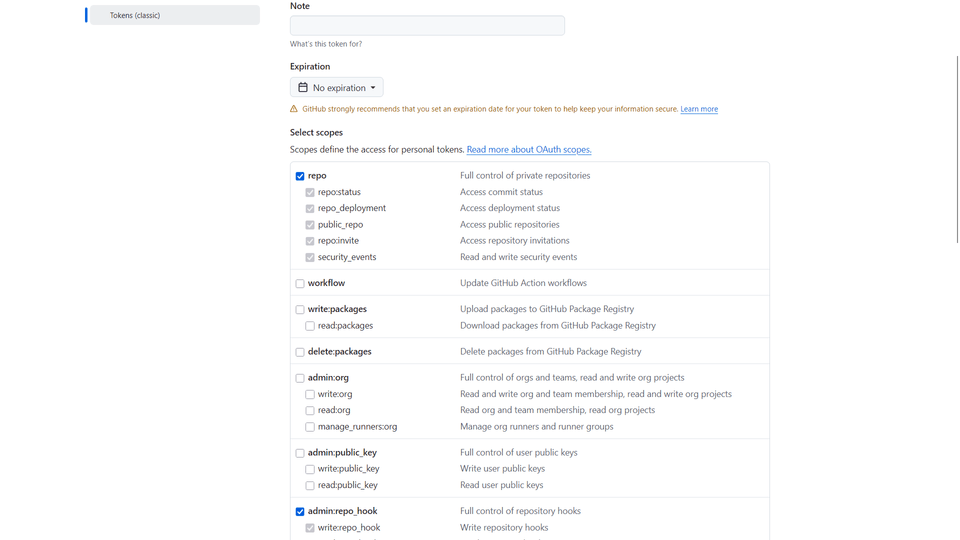 Tokens (classic)
Note
What's this token for?
Expiration
No expiration
GitHub strongly recommends that you set an expiration date for your token to help keep your information secure. Learn more
Select scopes
Scopes define the access for personal tokens. Read more about OAuth scopes.
repo Full control of private repositories
repo:status Access commit status
repo_deployment Access deployment status
public_repo Access public repositories
repo:invite Access repository invitations
security_events Read and write security events
workflow Update GitHub Action workflows
write:packages Upload packages to GitHub Package Registry
read:packages Download packages from GitHub Package Registry
delete:packages Delete packages from GitHub Package Registry
admin:org Full control of orgs and teams, read and write org projects
write:org Read and write org and team membership, read and write org projects
read:org Read org and team membership, read org projects
manage_runners:org Manage org runners and runner groups
admin:public_key Full control of user public keys
write:public_key Write user public keys
read:public_key Read user public keys
admin:repo_hook Full control of repository hooks
write:repo_hook Write repository hooks